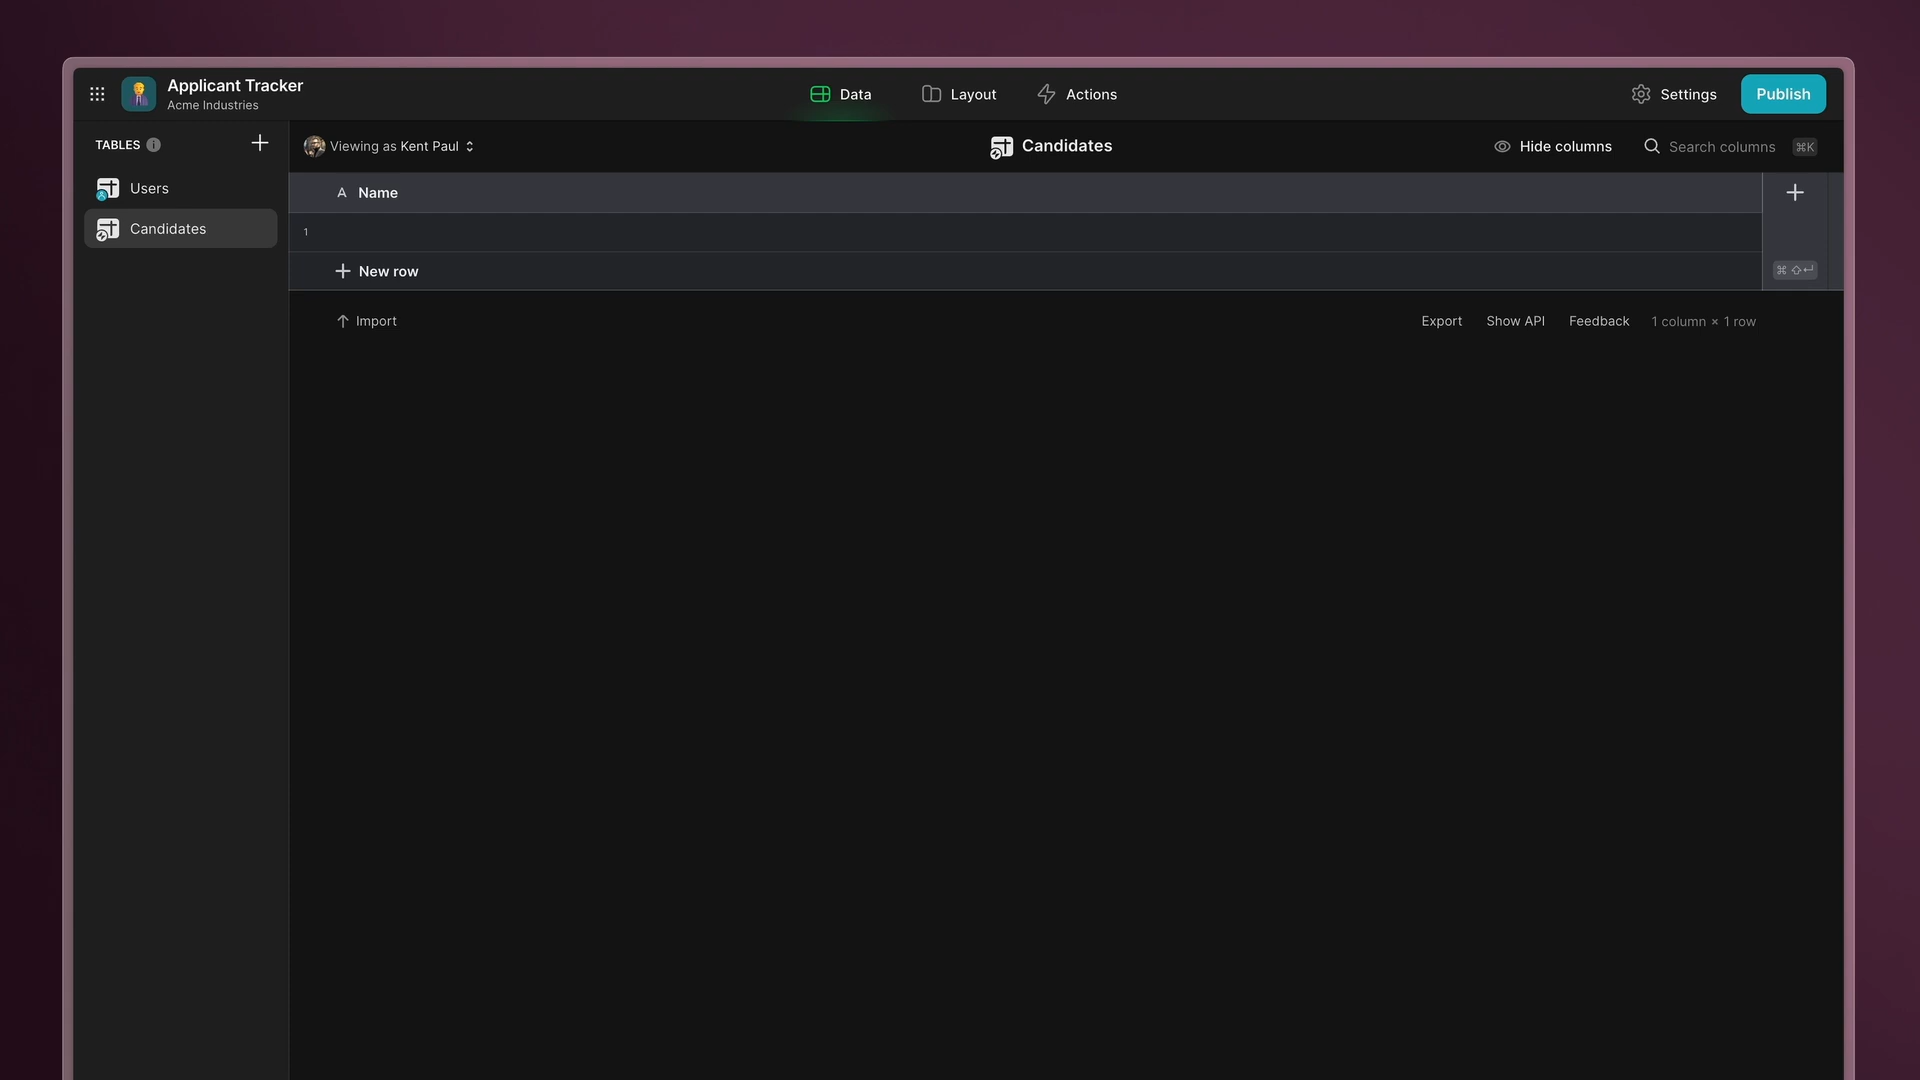 Applicant Tracker
Acme Industries
Data
Layout
Actions
Settings
Publish
TABLES
Users
Candidates
Viewing as Kent Paul
Candidates
Hide columns
Search columns
⌘K
A Name
1
New row
⌘ ⇧ ↵
Import
Export
Show API
Feedback
1 column × 1 row